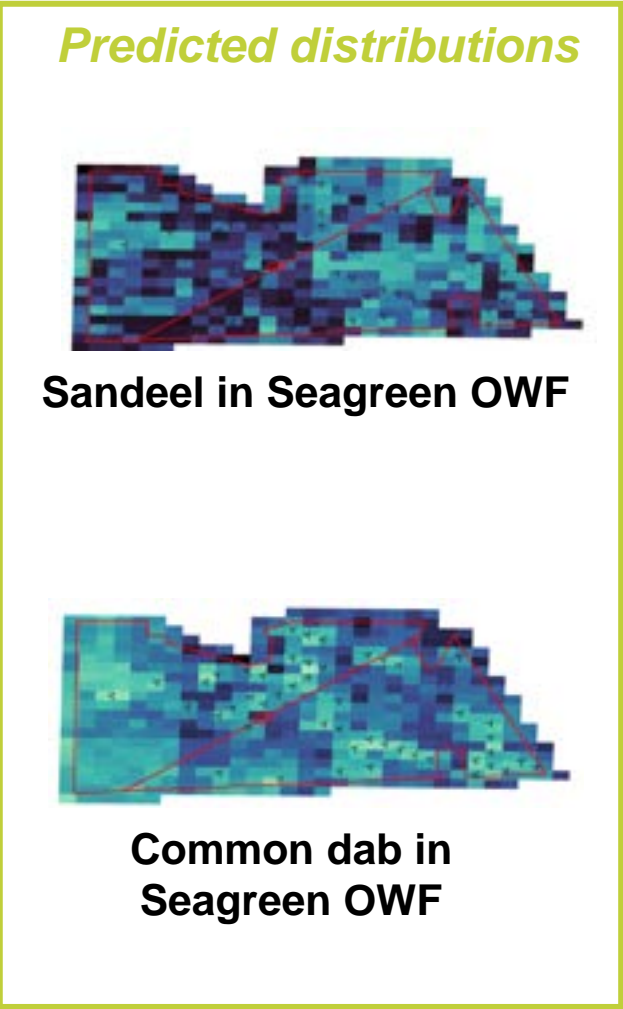 Predicted distributions
Sandeel in Seagreen OWF
Common dab in
Seagreen OWF